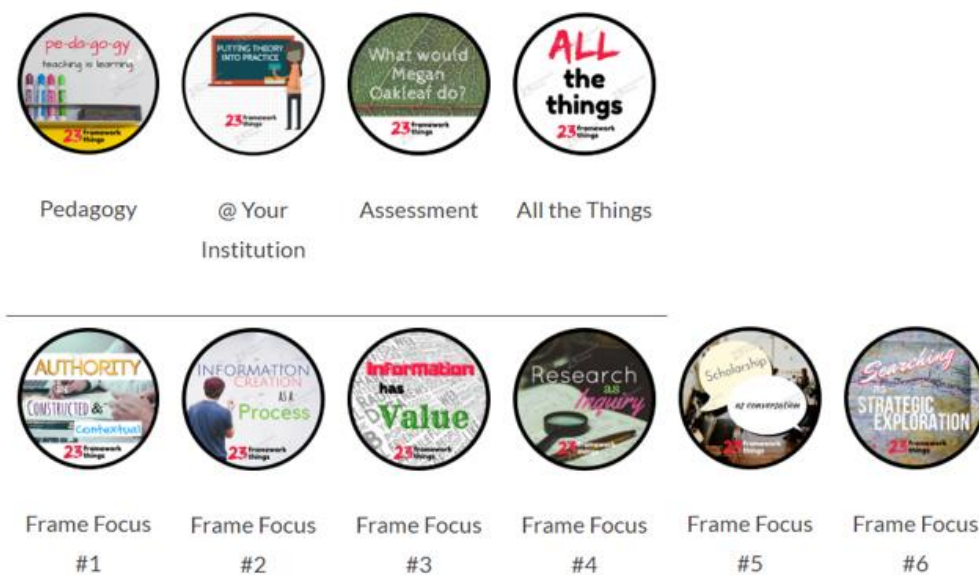 pe-da-go-gy
teaching is learning
23 framework things
PUTTING THEORY
INTO PRACTICE
23 framework things
What would
Megan
Oakleaf do?
23 framework things
ALL
the
things
23 framework things
Pedagogy
@ Your
Institution
Assessment
All the Things
AUTHORITY
is
CONSTRUCTED &
Contextual
23 framework things
INFORMATION
CREATION
AS A
Process
23 framework things
Information
has
Value
23 framework things
Research
as
Inquiry
23 framework things
Scholarship
as conversation
23 framework things
Searching
as
STRATEGIC
EXPLORATION
23 framework things
Frame Focus
#1
Frame Focus
#2
Frame Focus
#3
Frame Focus
#4
Frame Focus
#5
Frame Focus
#6